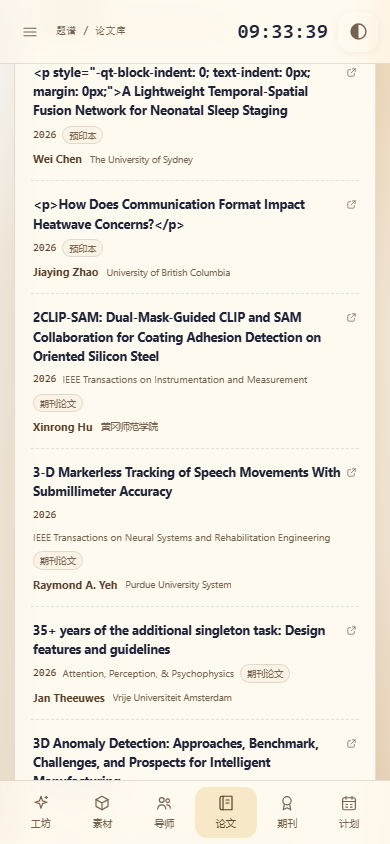 题谱 / 论文库
09:33:39
<p style="-qt-block-indent: 0; text-indent: 0px;
margin: 0px;">A Lightweight Temporal-Spatial
Fusion Network for Neonatal Sleep Staging
2026 预印本
Wei Chen The University of Sydney
<p>How Does Communication Format Impact
Heatwave Concerns?</p>
2026 预印本
Jiaying Zhao University of British Columbia
2CLIP-SAM: Dual-Mask-Guided CLIP and SAM
Collaboration for Coating Adhesion Detection on
Oriented Silicon Steel
2026 IEEE Transactions on Instrumentation and Measurement
期刊论文
Xinrong Hu 黄冈师范学院
3-D Markerless Tracking of Speech Movements With
Submillimeter Accuracy
2026
IEEE Transactions on Neural Systems and Rehabilitation Engineering
期刊论文
Raymond A. Yeh Purdue University System
35+ years of the additional singleton task: Design
features and guidelines
2026 Attention, Perception, & Psychophysics 期刊论文
Jan Theeuwes Vrije Universiteit Amsterdam
3D Anomaly Detection: Approaches, Benchmark,
Challenges, and Prospects for Intelligent
Manufacturing
工坊 素材 导师 论文 期刊 计划